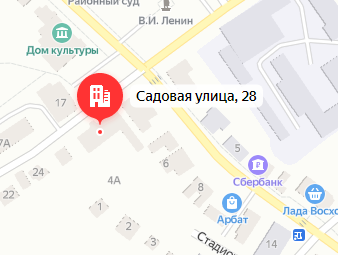 Районный суд
В.И. Ленин
Дом культуры
17
Садовая улица, 28
7А
5
6
Сбербанк
24
22
4А
8
Лада Восхо
Арбат
3
1
14
2
Стадио